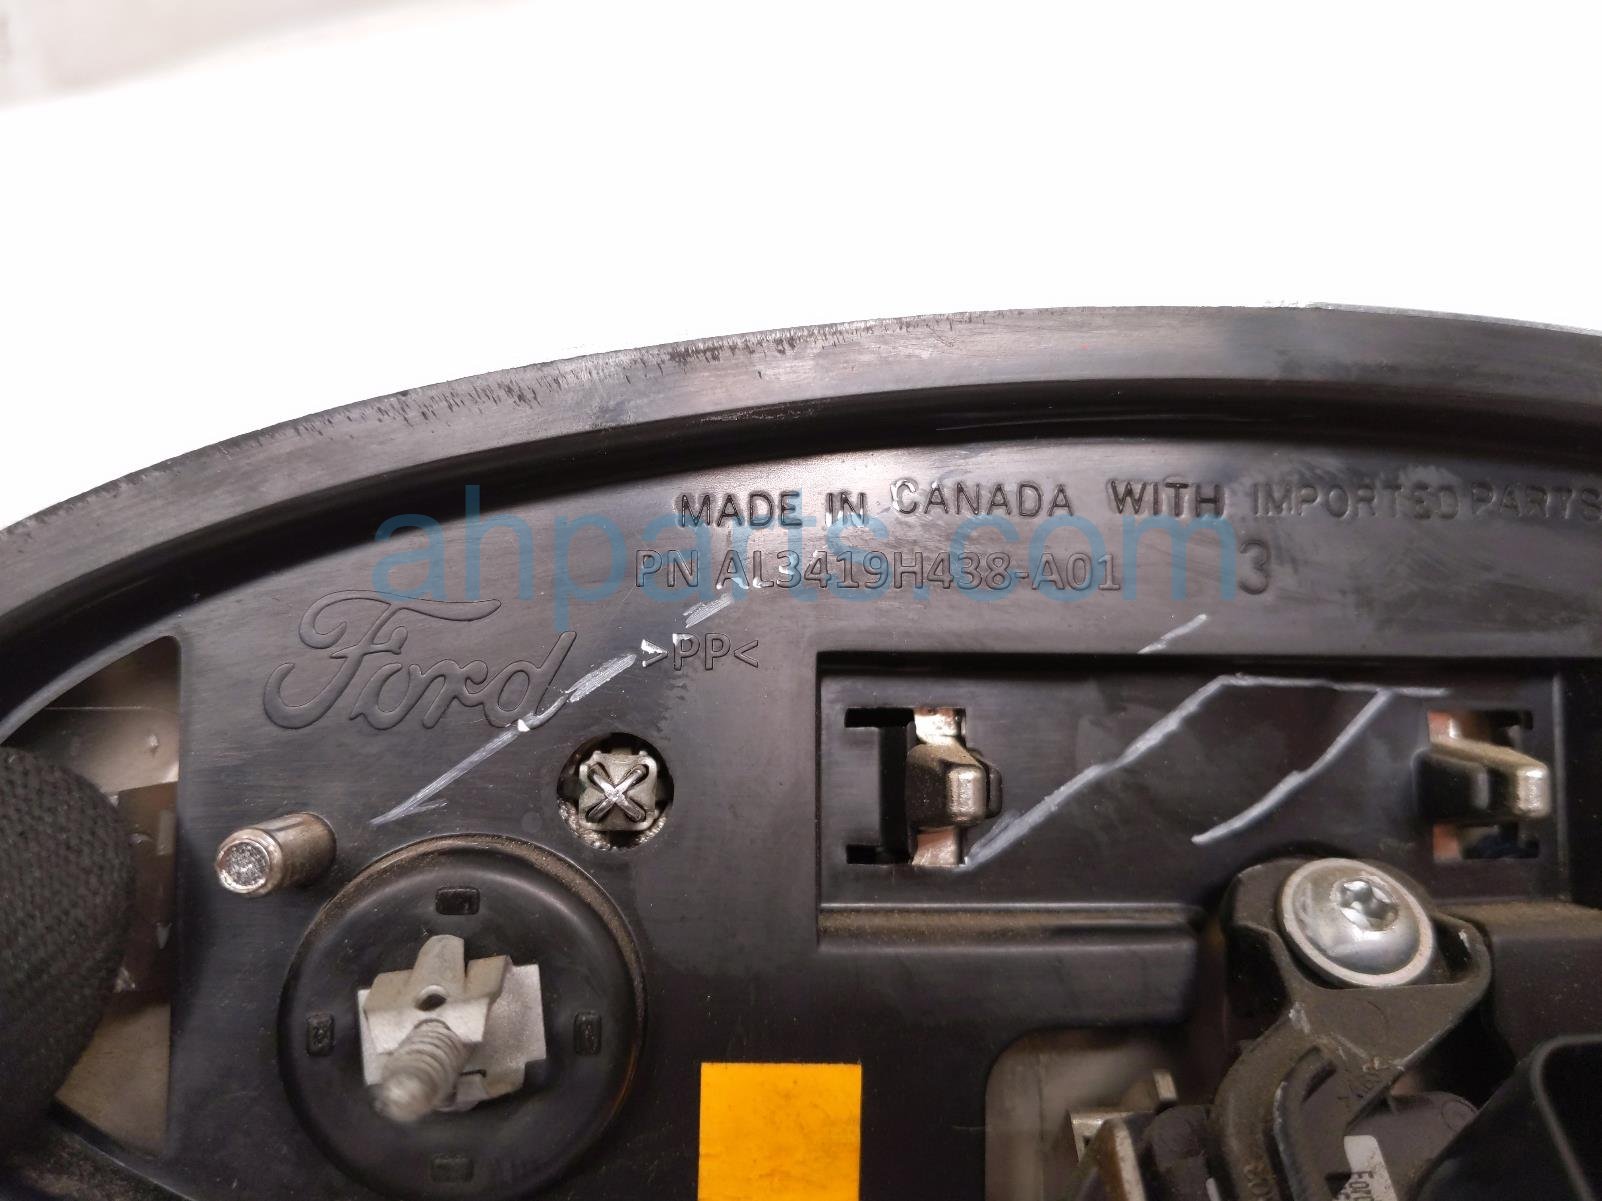 MADE IN CANADA WITH IMPORTED PARTS
PN AL3419H438-A01 3
Ford
>PP<
ahparts.com